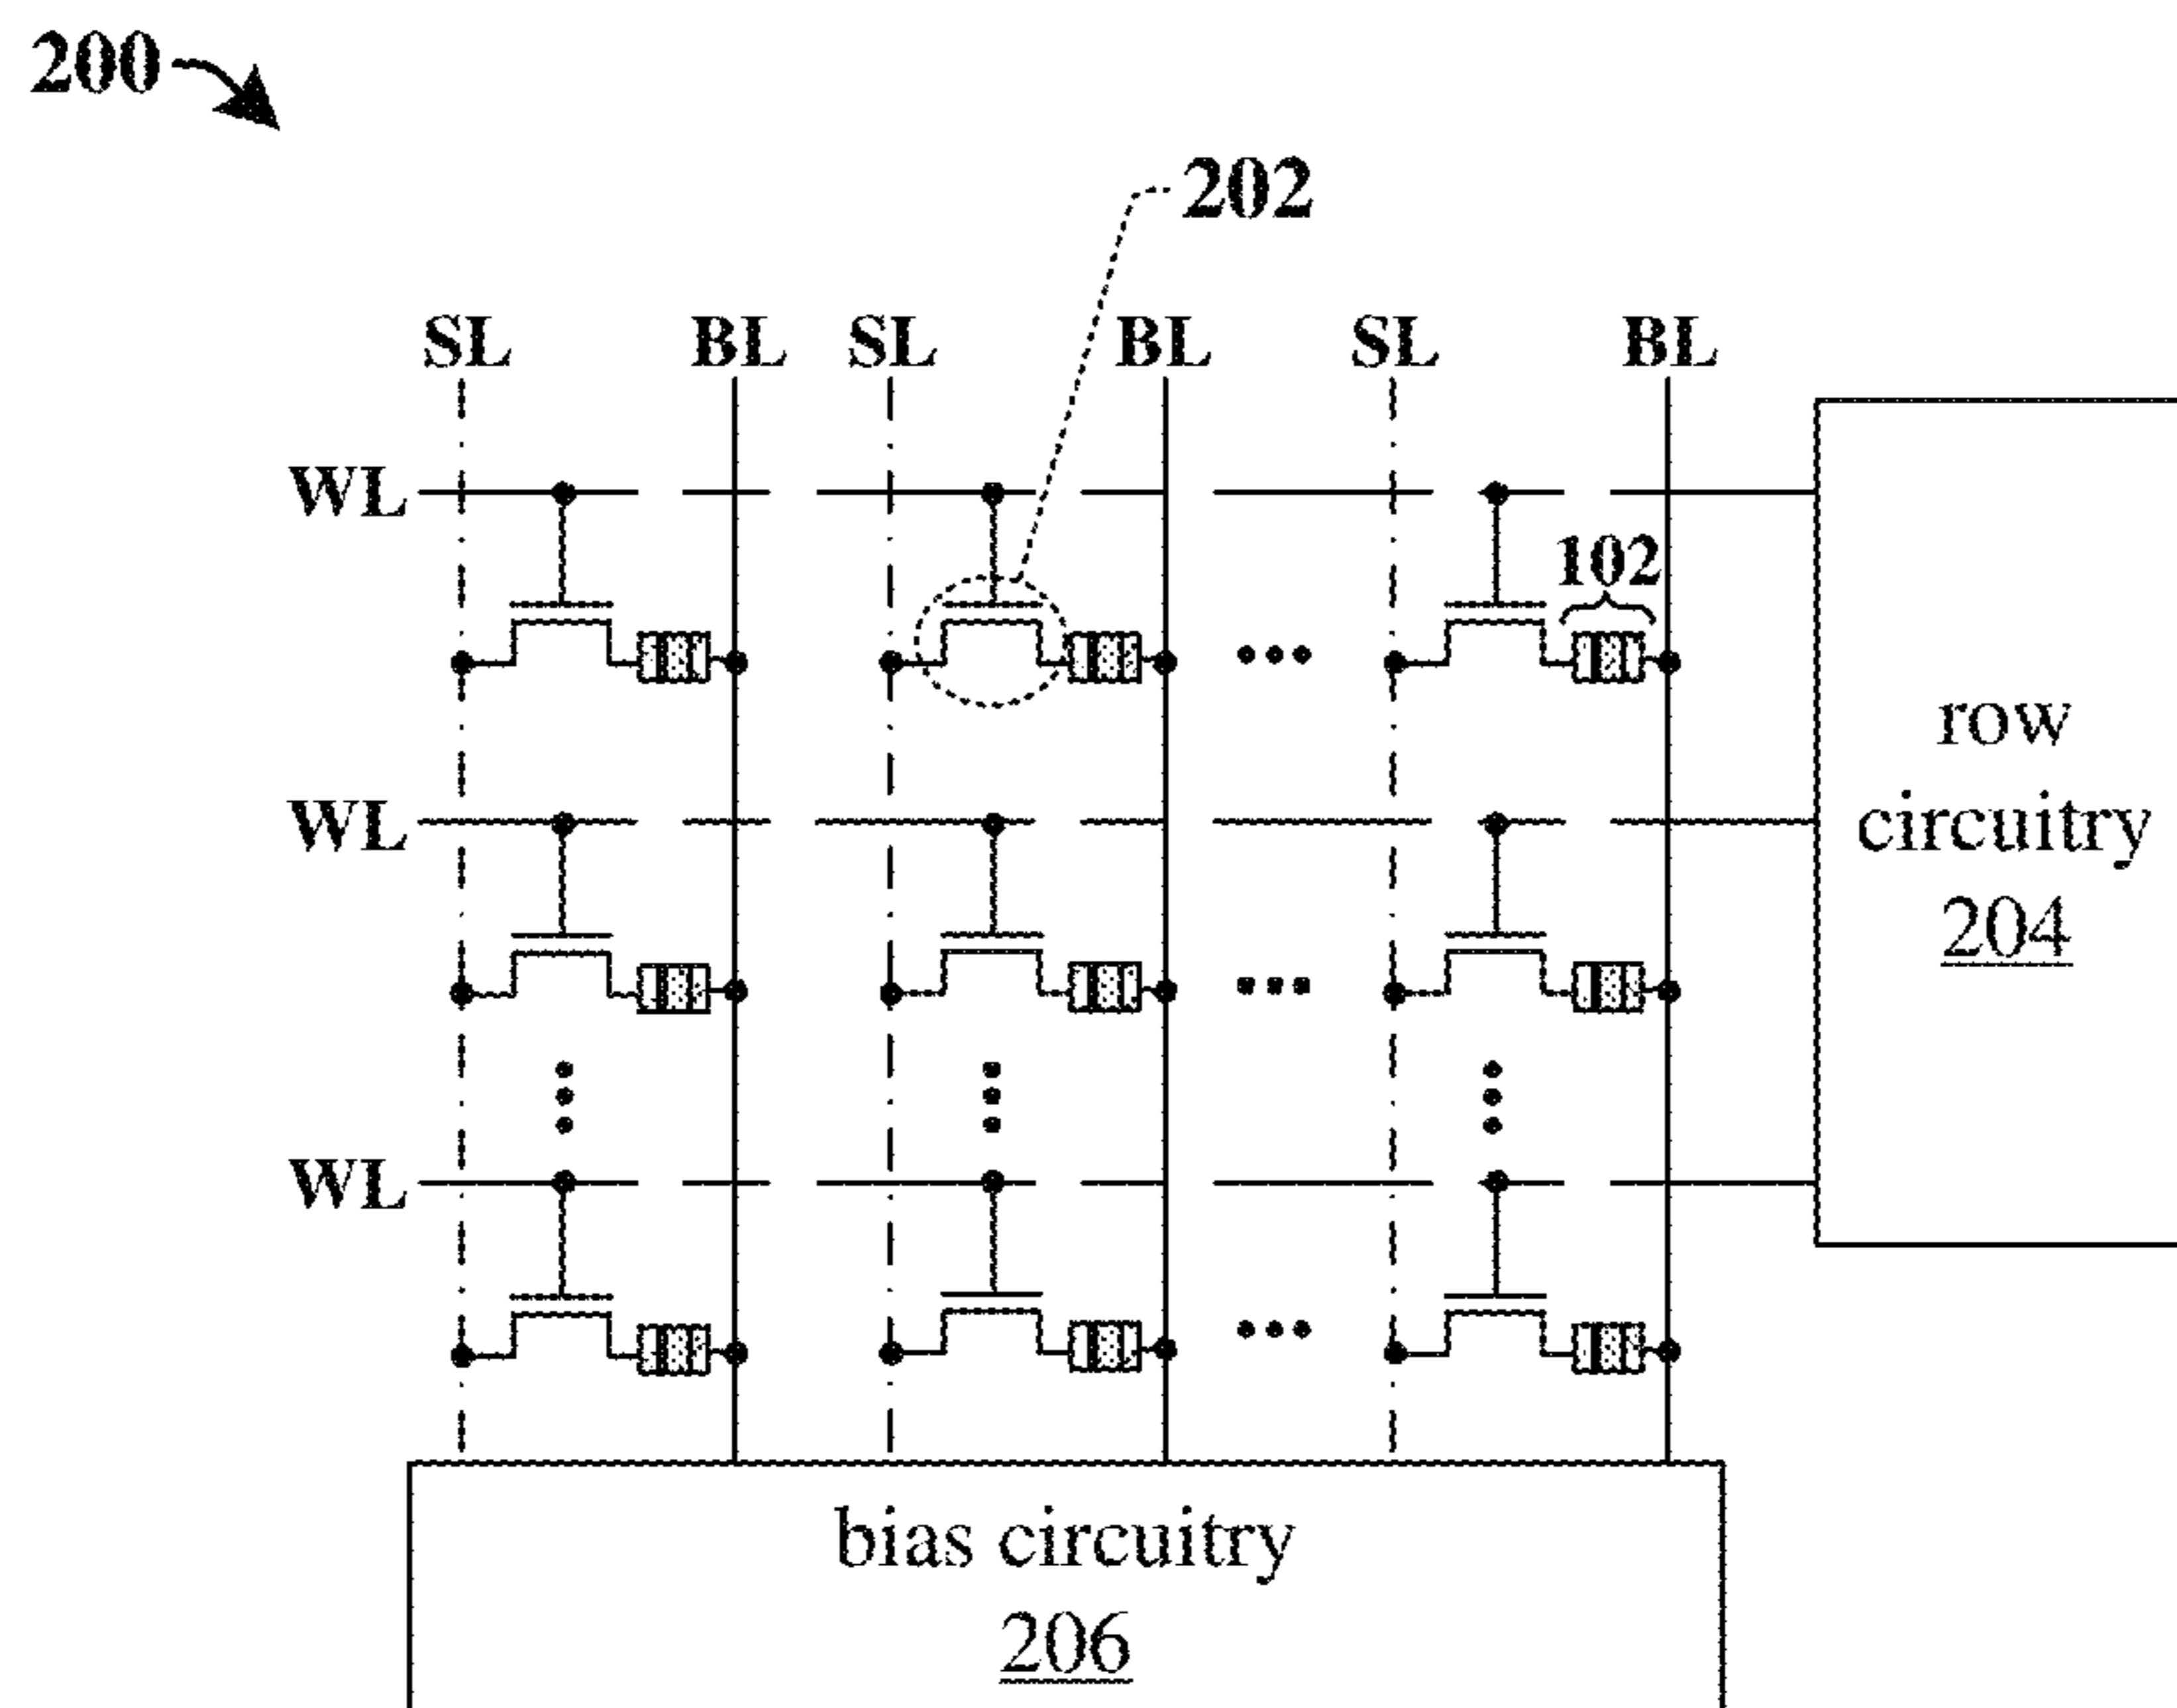 200
202
SL BL SL BL SL BL
WL
102
WL
row
circuitry
204
WL
bias circuitry
206